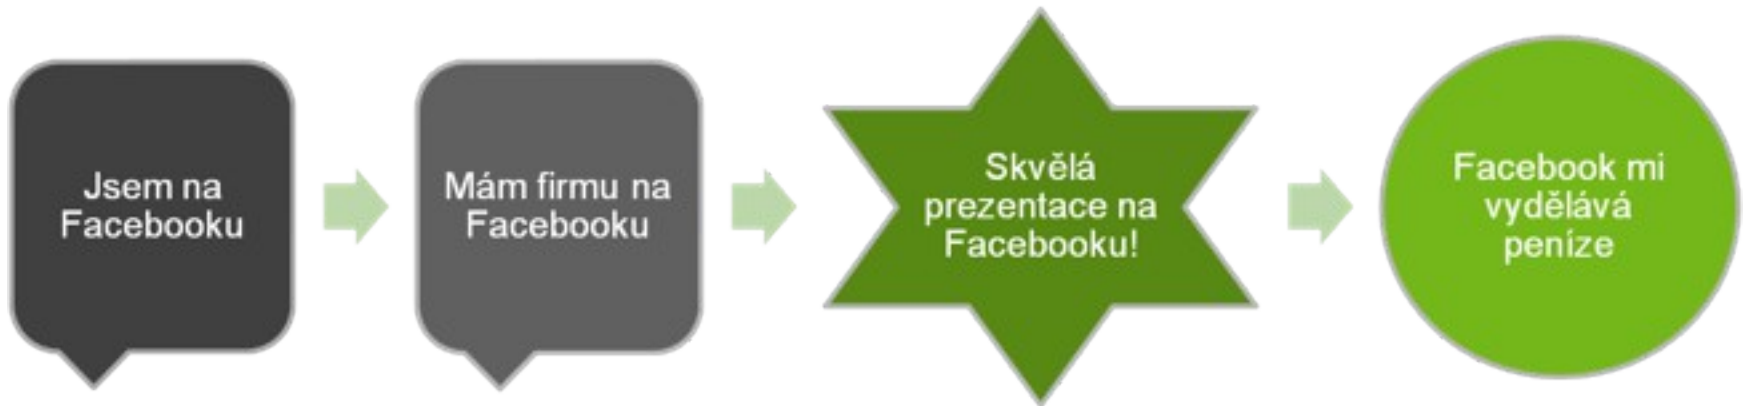 Jsem na
Facebooku
Mám firmu na
Facebooku
Skvělá
prezentace na
Facebooku!
Facebook mi
vydělává
peníze